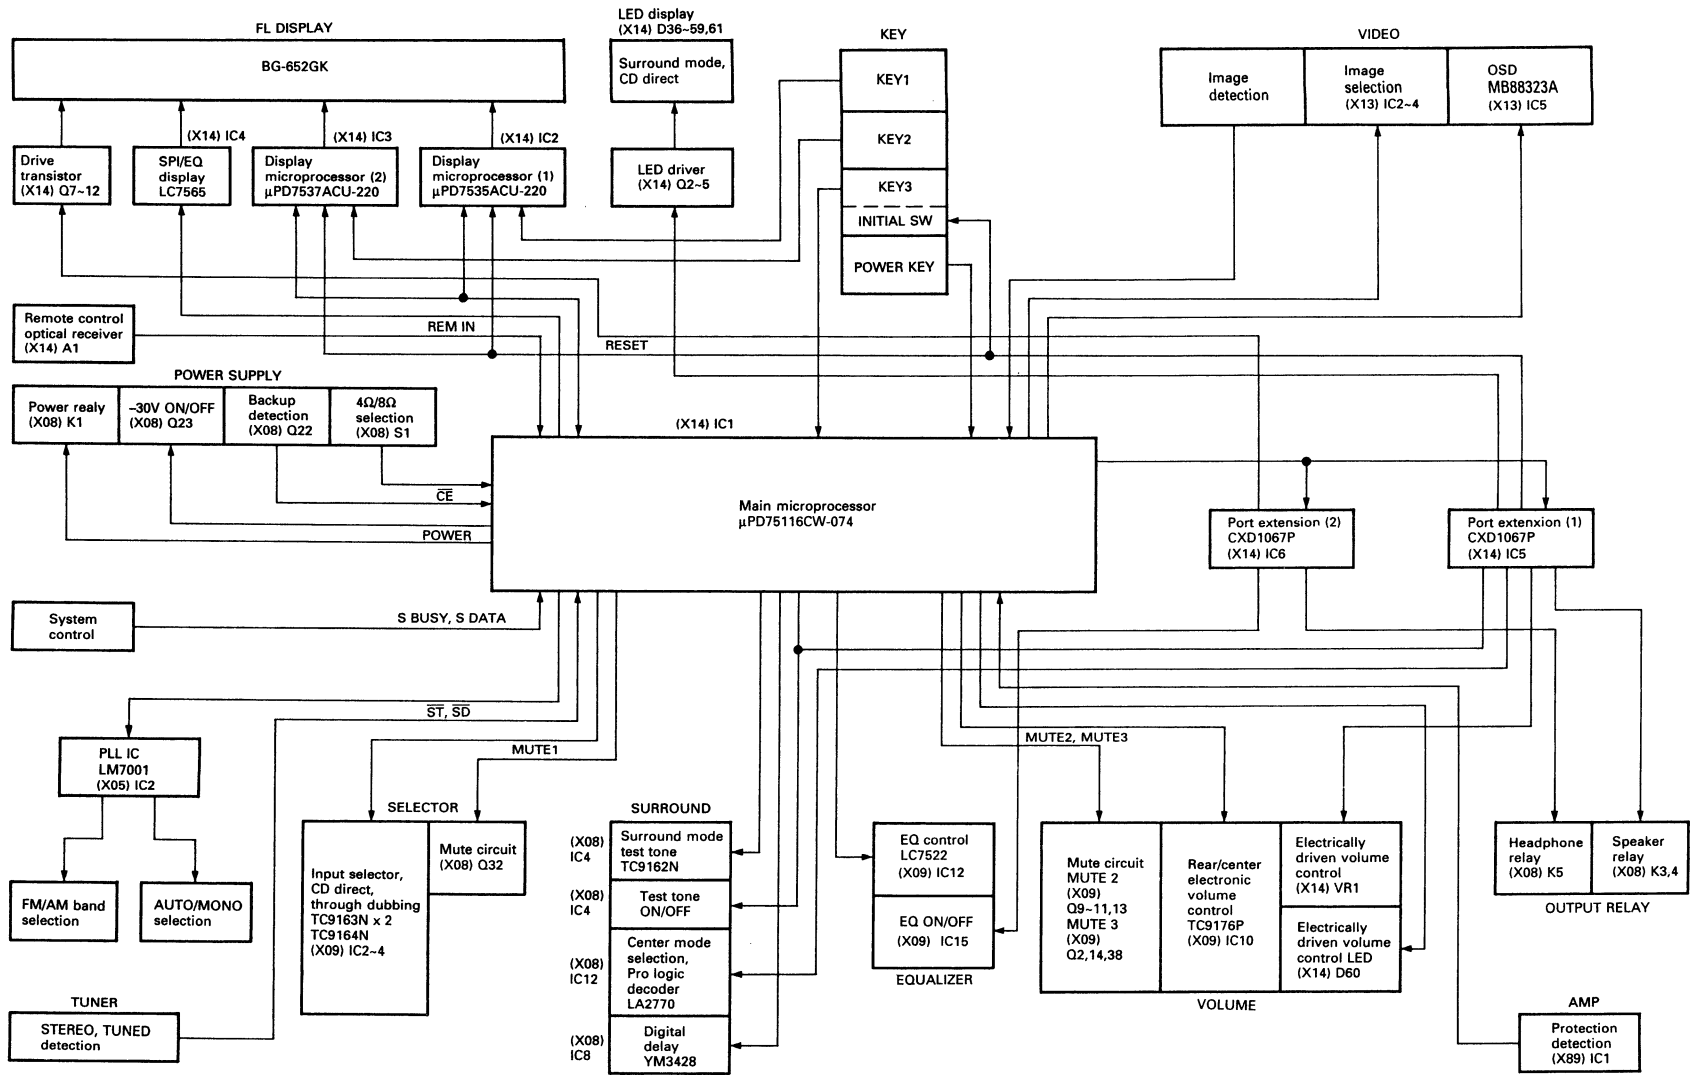 FL DISPLAY
BG-652GK
LED display
(X14) D36~59,61
Surround mode,
CD direct
KEY
KEY1
KEY2
KEY3
INITIAL SW
POWER KEY
VIDEO
Image
detection
Image
selection
(X13) IC2~4
OSD
MB88323A
(X13) IC5
Drive
transistor
(X14) Q7~12
(X14) IC4
SPI/EQ
display
LC7565
(X14) IC3
Display
microprocessor (2)
μPD7537ACU-220
(X14) IC2
Display
microprocessor (1)
μPD7535ACU-220
LED driver
(X14) Q2~5
Remote control
optical receiver
(X14) A1
REM IN
RESET
POWER SUPPLY
Power realy
(X08) K1
–30V ON/OFF
(X08) Q23
Backup
detection
(X08) Q22
4Ω/8Ω
selection
(X08) S1
(X14) IC1
Main microprocessor
μPD75116CW-074
C̅E̅
POWER
Port extension (2)
CXD1067P
(X14) IC6
Port extenxion (1)
CXD1067P
(X14) IC5
System
control
S BUSY, S DATA
S̅T̅, S̅D̅
MUTE1
MUTE2, MUTE3
PLL IC
LM7001
(X05) IC2
FM/AM band
selection
AUTO/MONO
selection
TUNER
STEREO, TUNED
detection
SELECTOR
Input selector,
CD direct,
through dubbing
TC9163N x 2
TC9164N
(X09) IC2~4
Mute circuit
(X08) Q32
SURROUND
(X08)
IC4
Surround mode
test tone
TC9162N
(X08)
IC4
Test tone
ON/OFF
(X08)
IC12
Center mode
selection,
Pro logic
decoder
LA2770
(X08)
IC8
Digital
delay
YM3428
EQ control
LC7522
(X09) IC12
EQ ON/OFF
(X09) IC15
EQUALIZER
Mute circuit
MUTE 2
(X09)
Q9~11,13
MUTE 3
(X09)
Q2,14,38
Rear/center
electronic
volume
control
TC9176P
(X09) IC10
Electrically
driven volume
control
(X14) VR1
Electrically
driven volume
control LED
(X14) D60
VOLUME
Headphone
relay
(X08) K5
Speaker
relay
(X08) K3,4
OUTPUT RELAY
AMP
Protection
detection
(X89) IC1